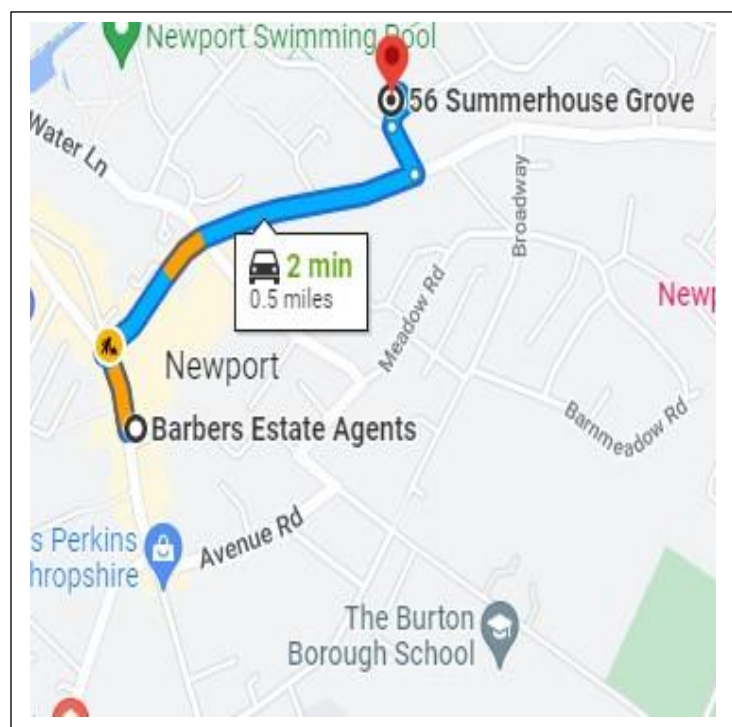 Newport Swimming Pool
56 Summerhouse Grove
Water Ln
Broadway
2 min
0.5 miles
Meadow Rd
Newp
Newport
Barbers Estate Agents
Barnmeadow Rd
s Perkins
hropshire
Avenue Rd
The Burton
Borough School